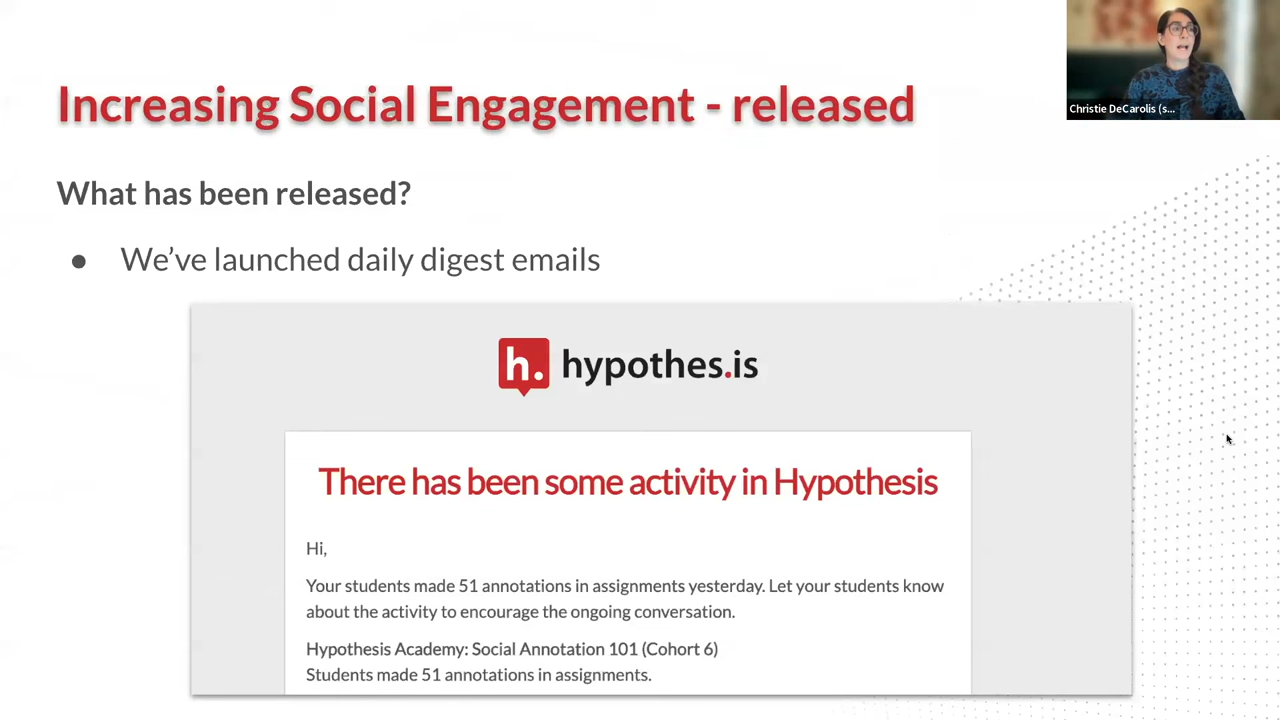 Increasing Social Engagement - released
Christie DeCarolis (s...
What has been released?
● We’ve launched daily digest emails
h. hypothes.is
There has been some activity in Hypothesis
Hi,
Your students made 51 annotations in assignments yesterday. Let your students know
about the activity to encourage the ongoing conversation.
Hypothesis Academy: Social Annotation 101 (Cohort 6)
Students made 51 annotations in assignments.